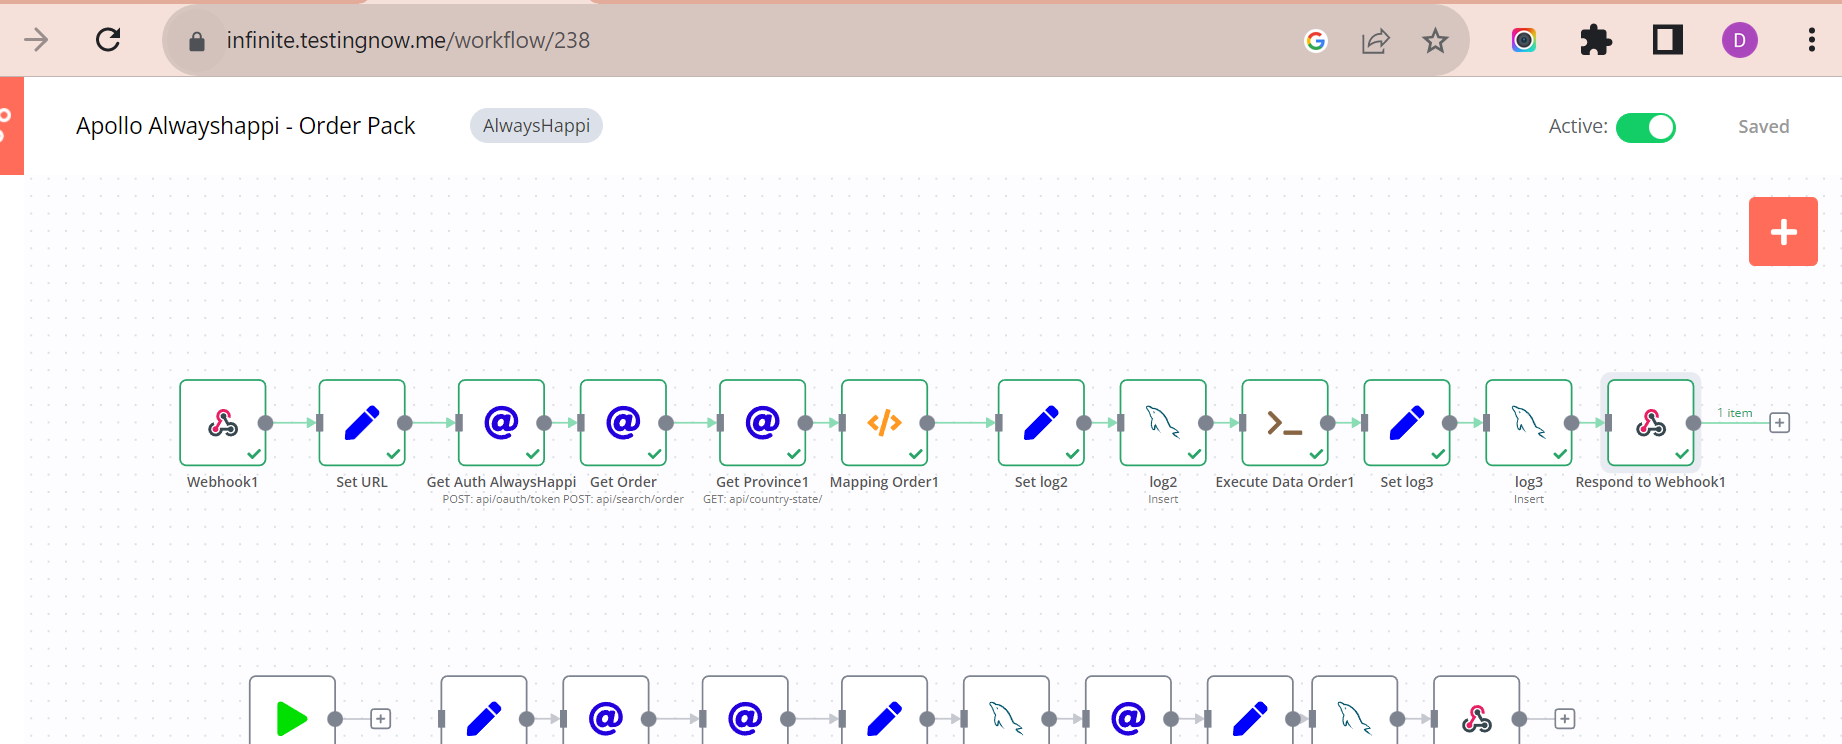 infinite.testingnow.me/workflow/238
D
Apollo Alwayshappi - Order Pack
AlwaysHappi
Active:
Saved
1 item
Webhook1
Set URL
Get Auth AlwaysHappi
POST: api/oauth/token
Get Order
POST: api/search/order
Get Province1
GET: api/country-state/
Mapping Order1
Set log2
log2
Insert
Execute Data Order1
Set log3
log3
Insert
Respond to Webhook1